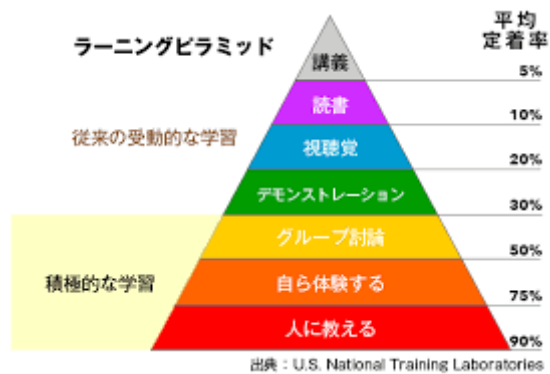 ラーニングピラミッド
平均
定着率
講義
5%
読書
10%
従来の受動的な学習
視聴覚
20%
デモンストレーション
30%
グループ討論
50%
積極的な学習
自ら体験する
75%
人に教える
90%
出典：U.S. National Training Laboratories